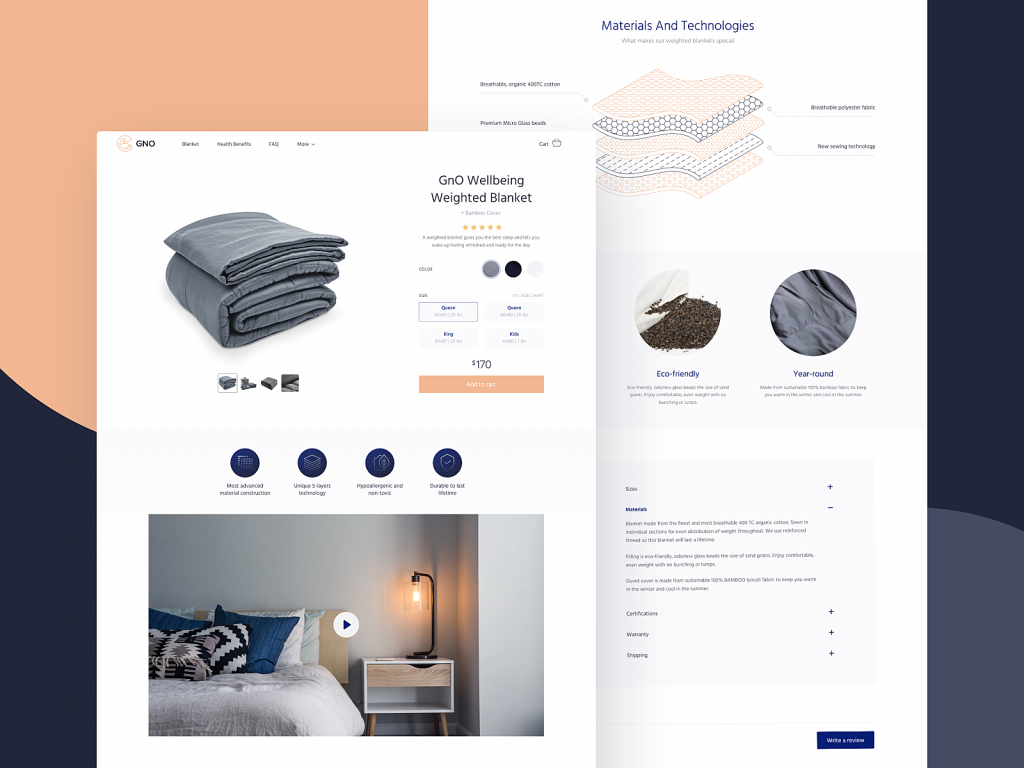 Materials And Technologies
What makes our weighted blankets special
Breathable, organic 400TC cotton
Breathable polyester fabric
Premium Micro Glass beads
New sewing technology
GNO
Blanket
Health Benefits
FAQ
More
Cart
GnO Wellbeing
Weighted Blanket
+ Bamboo Cover
A weighted blanket gives you the best sleep and lets you
wake up feeling refreshed and ready for the day
COLOR
SIZE
SIZE CHART
Queen
Queen
King
Kids
$170
Add to cart
Most advanced
material construction
Unique 5-layers
technology
Hypoallergenic and
non-toxic
Durable to last
lifetime
Eco-friendly
Eco-friendly, odorless glass beads the size of sand
grains. Enjoy comfortable, even weight with no
bunching or lumps.
Year-round
Made from sustainable 100% bamboo fabric to keep
you warm in the winter and cool in the summer
Sizes
Materials
Blanket made from the finest and most breathable 400 TC organic cotton. Sewn in
individual sections for even distribution of weight throughout. We use reinforced
thread so this blanket will last a lifetime.
Filling is eco-friendly, odorless glass beads the size of sand grains. Enjoy comfortable,
even weight with no bunching or lumps.
Duvet cover is made from sustainable 100% BAMBOO lyocell fabric to keep you warm
in the winter and cool in the summer.
Certifications
Warranty
Shipping
Write a review